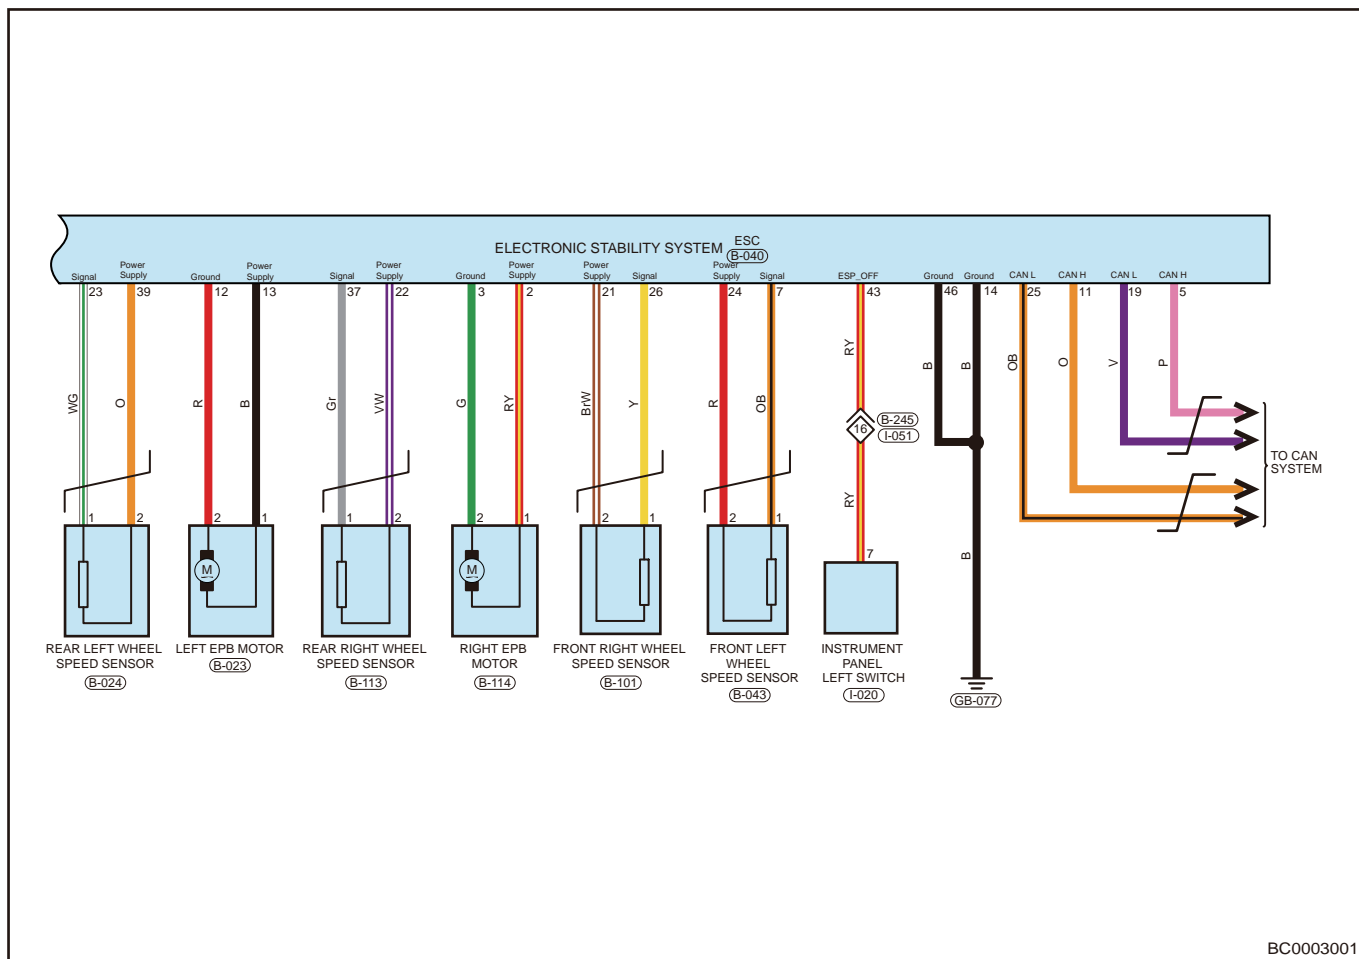 ELECTRONIC STABILITY SYSTEM
ESC
B-040
Signal
Power
Supply
Ground
Power
Supply
Signal
Power
Supply
Ground
Power
Supply
Power
Supply
Signal
Power
Supply
Signal
ESP_OFF
Ground
Ground
CAN L
CAN H
CAN L
CAN H
23
39
12
13
37
22
3
2
21
26
24
7
43
46
14
25
11
19
5
WG
O
R
B
Gr
VW
G
RY
BrW
Y
R
OB
RY
B
B
OB
O
V
P
16
B-245
I-051
TO CAN
SYSTEM
RY
B
1
2
2
1
1
2
2
1
2
1
2
1
7
M
M
REAR LEFT WHEEL
SPEED SENSOR
B-024
LEFT EPB MOTOR
B-023
REAR RIGHT WHEEL
SPEED SENSOR
B-113
RIGHT EPB
MOTOR
B-114
FRONT RIGHT WHEEL
SPEED SENSOR
B-101
FRONT LEFT
WHEEL
SPEED SENSOR
B-043
INSTRUMENT
PANEL
LEFT SWITCH
I-020
GB-077
BC0003001